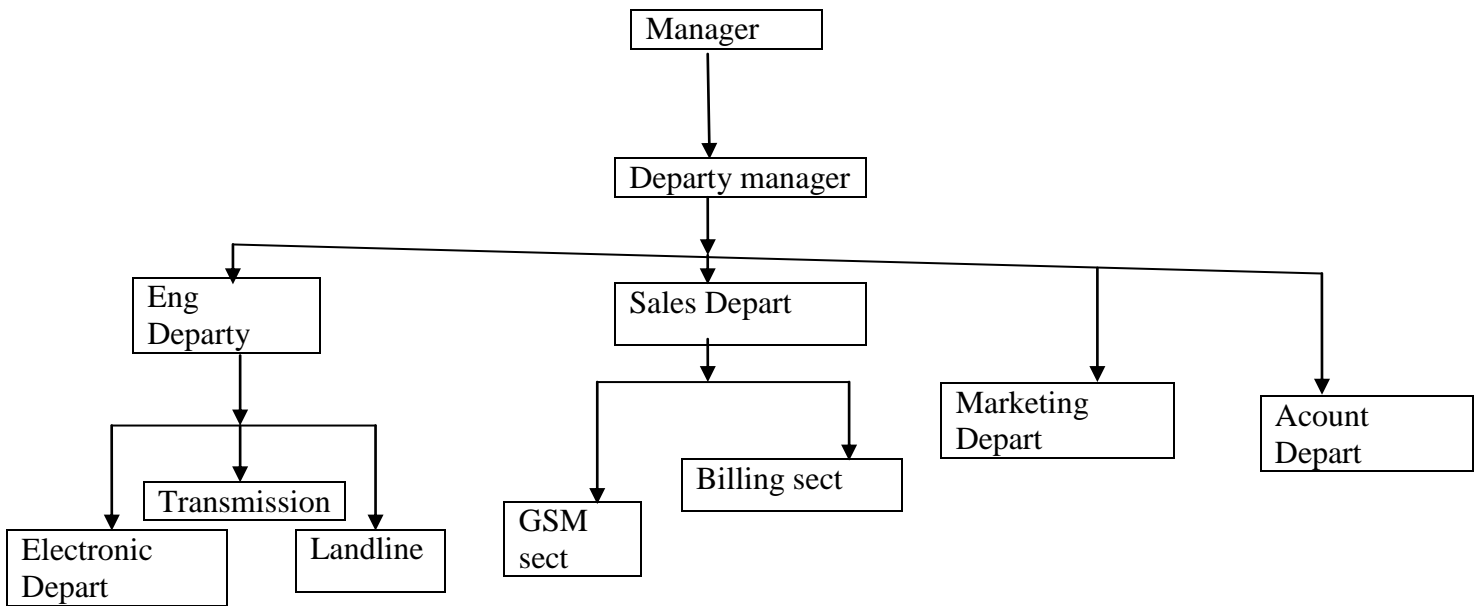 Manager
Departy manager
Eng
Departy
Sales Depart
Marketing
Depart
Acount
Depart
Billing sect
Transmission
GSM
sect
Electronic
Depart
Landline